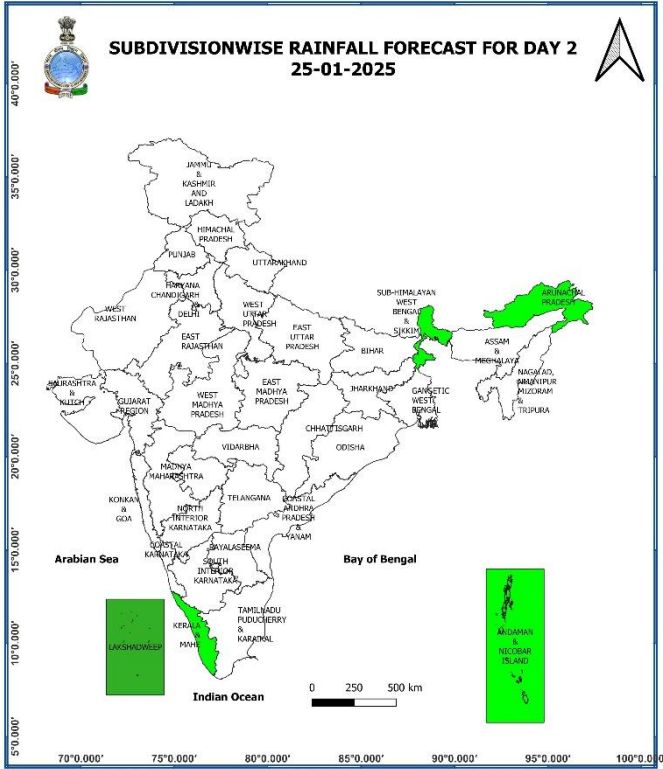 SUBDIVISIONWISE RAINFALL FORECAST FOR DAY 2
25-01-2025
40°0.000'
35°0.000'
30°0.000'
25°0.000'
20°0.000'
15°0.000'
10°0.000'
5°0.000'
JAMMU
&
KASHMIR
AND
LADAKH
HIMACHAL
PRADESH
PUNJAB
UTTARAKHAND
HARYANA
CHANDIGARH
DELHI
WEST
RAJASTHAN
WEST
UTTAR
PRADESH
EAST
RAJASTHAN
EAST
UTTAR
PRADESH
SUB-HIMALAYAN
WEST
BENGAL
&
SIKKIM
ARUNACHAL
PRADESH
BIHAR
ASSAM
&
MEGHALAYA
NAGALAD,
MANIPUR
MIZORAM
&
TRIPURA
SAURASHTRA
&
KUTCH
GUJARAT
REGION
WEST
MADHYA
PRADESH
EAST
MADHYA
PRADESH
JHARKHAND
GANGETIC
WEST
BENGAL
CHHATTISGARH
ODISHA
VIDARBHA
MADHYA
MAHARASHTRA
TELANGANA
KONKAN
&
GOA
NORTH
INTERIOR
KARNATAKA
COASTAL
ANDHRA
PRADESH
&
YANAM
COASTAL
KARNATAKA
RAYALASEEMA
SOUTH
INTERIOR
KARNATAKA
Arabian Sea
Bay of Bengal
LAKSHADWEEP
KERALA
&
MAHE
TAMILNADU
PUDUCHERRY
&
KARAIKAL
ANDAMAN
&
NICOBAR
ISLAND
Indian Ocean
0 250 500 km
70°0.000' 75°0.000' 80°0.000' 85°0.000' 90°0.000' 95°0.000' 100°0.000'